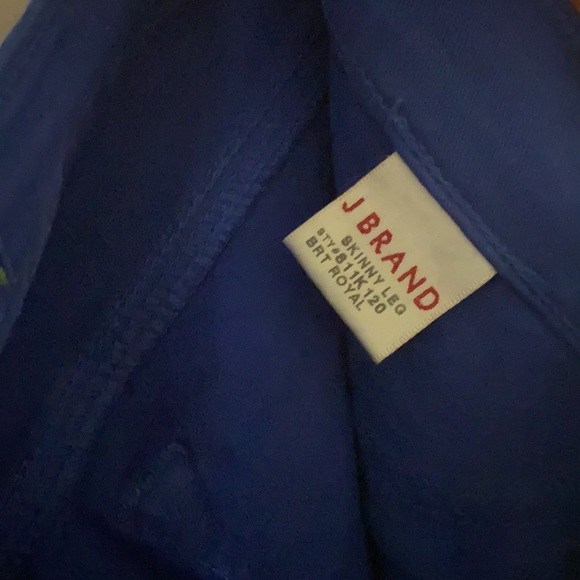 J BRAND
SKINNY LEG
STY#811K120
BRT ROYAL